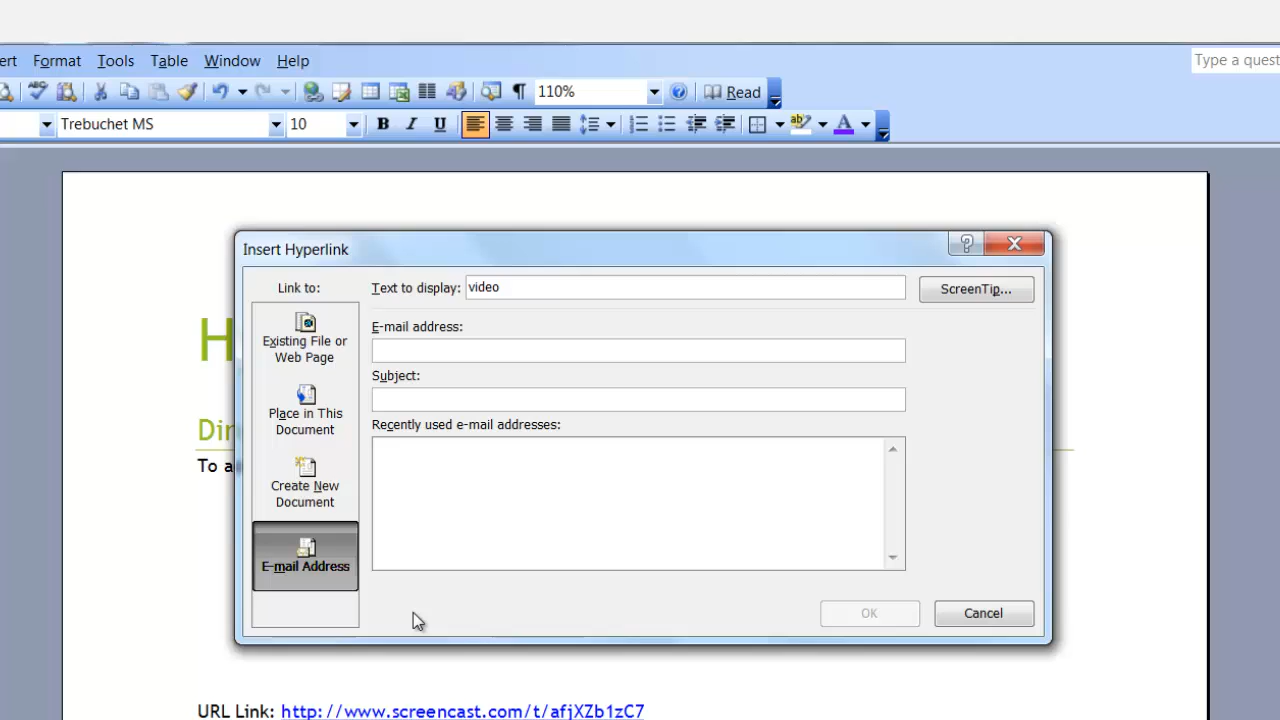 ert Format Tools Table Window Help Type a quest
110% Read
Trebuchet MS 10 B I U A
Insert Hyperlink
Link to: Text to display: video ScreenTip...
Existing File or
Web Page
E-mail address:
Place in This
Document
Subject:
Create New
Document
Recently used e-mail addresses:
E-mail Address
OK Cancel
H
Dir
To a
URL Link: http://www.screencast.com/t/afjXZb1zC7